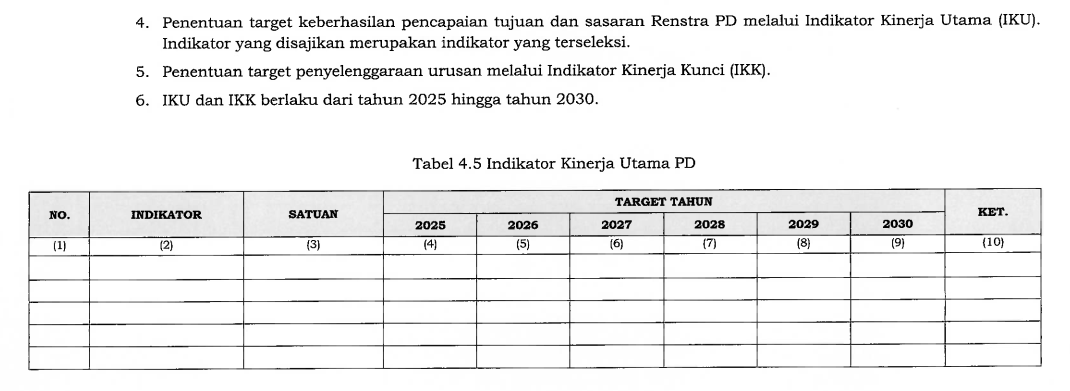 4. Penentuan target keberhasilan pencapaian tujuan dan sasaran Renstra PD melalui Indikator Kinerja Utama (IKU).
Indikator yang disajikan merupakan indikator yang terseleksi.
5. Penentuan target penyelenggaraan urusan melalui Indikator Kinerja Kunci (IKK).
6. IKU dan IKK berlaku dari tahun 2025 hingga tahun 2030.
Tabel 4.5 Indikator Kinerja Utama PD
NO. INDIKATOR SATUAN TARGET TAHUN KET.
2025 2026 2027 2028 2029 2030
(1) (2) (3) (4) (5) (6) (7) (8) (9) (10)